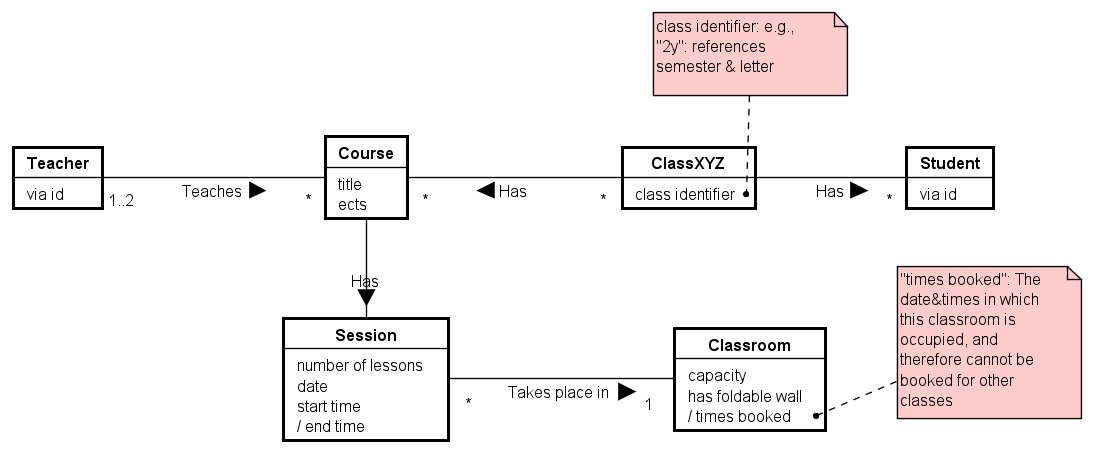 class identifier: e.g.,
"2y": references
semester & letter
Teacher
via id
1..2
Teaches
*
Course
title
ects
*
Has
*
ClassXYZ
class identifier
Has
*
Student
via id
Has
Session
number of lessons
date
start time
/ end time
*
Takes place in
1
Classroom
capacity
has foldable wall
/ times booked
"times booked": The
date&times in which
this classroom is
occupied, and
therefore cannot be
booked for other
classes